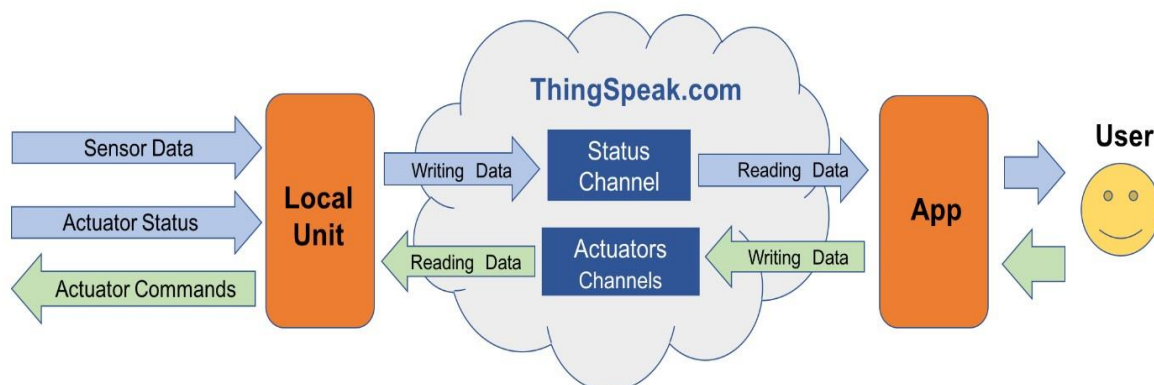 ThingSpeak.com
Sensor Data
Actuator Status
Actuator Commands
Local
Unit
Writing Data
Reading Data
Status
Channel
Actuators
Channels
Reading Data
Writing Data
App
User